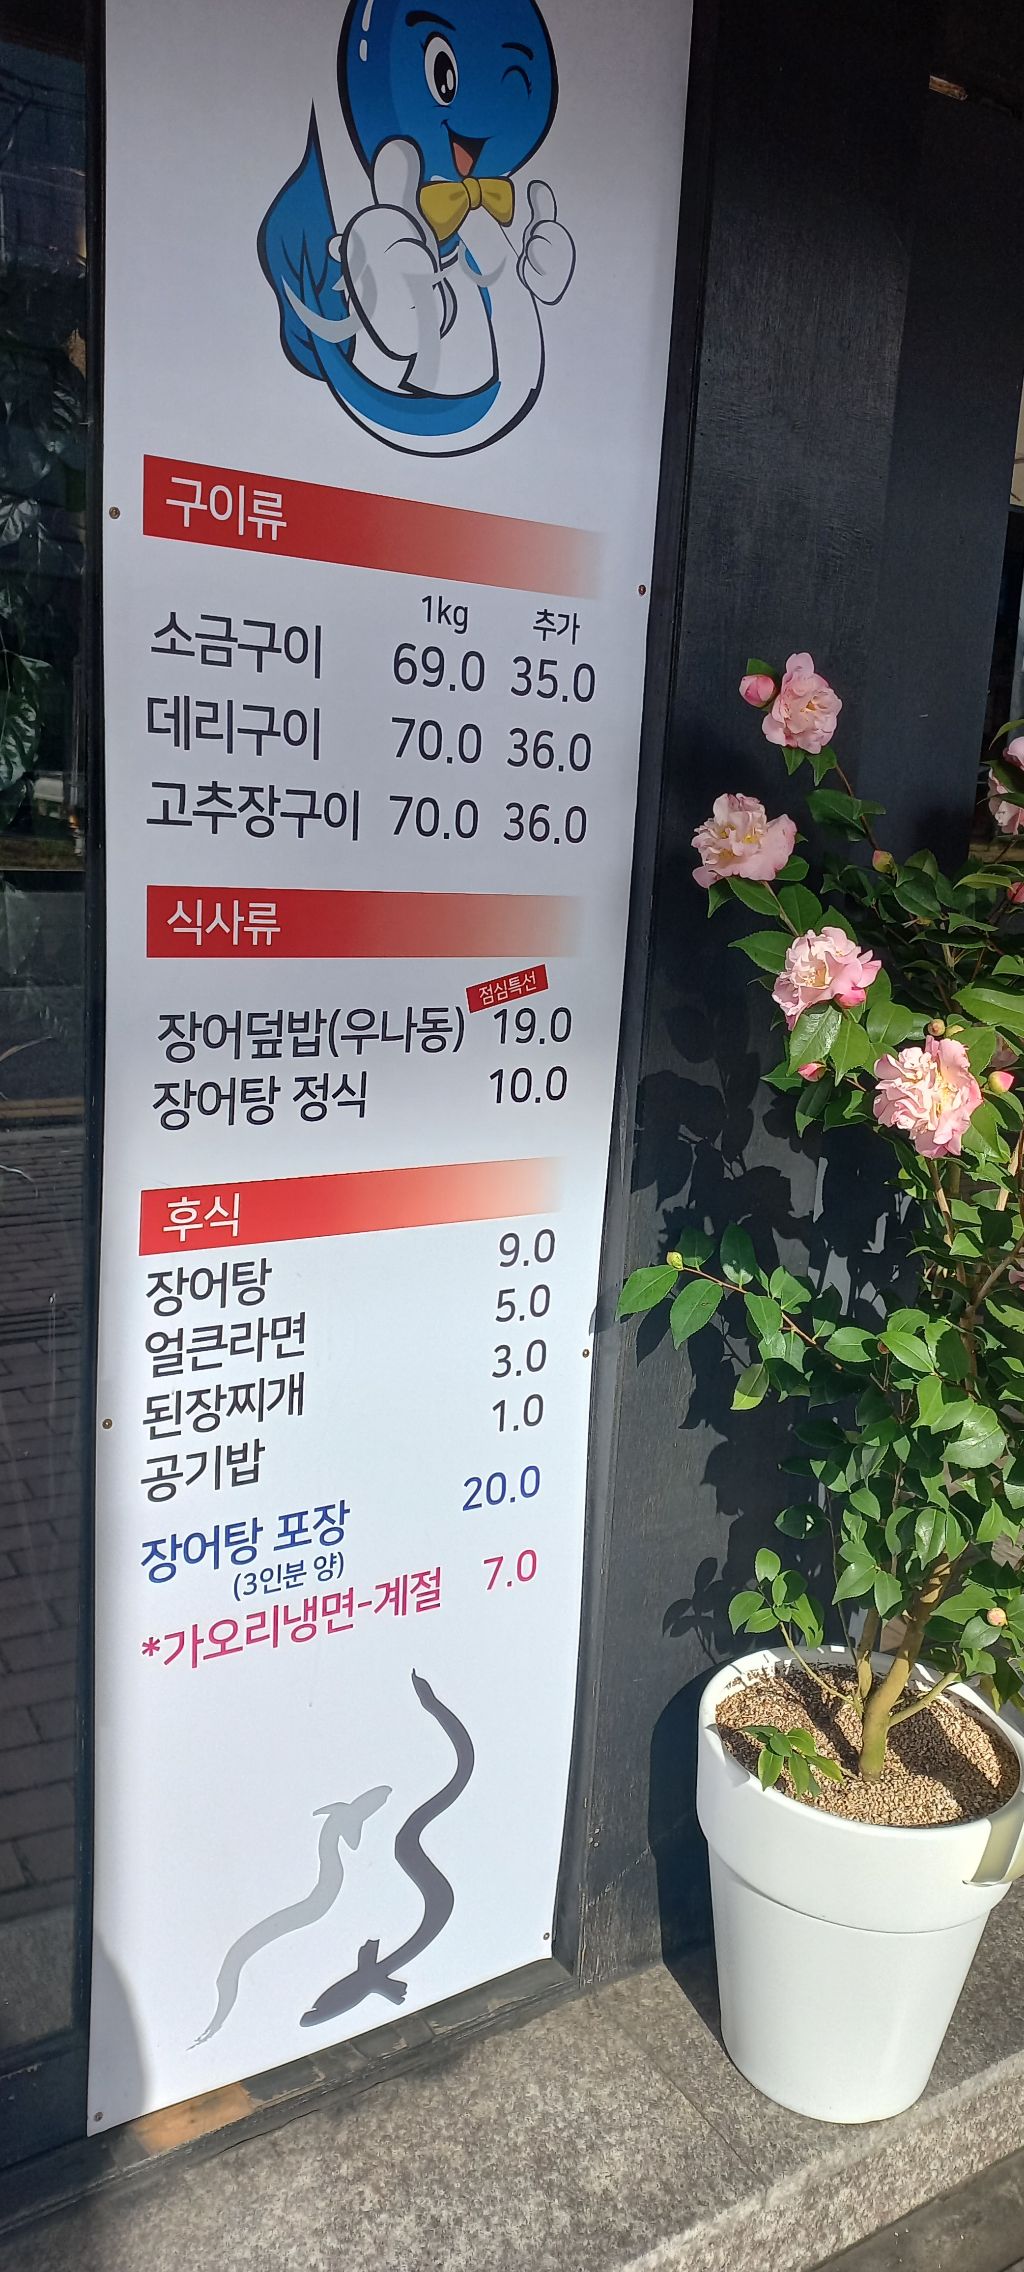 구이류
1kg 추가
소금구이 69.0 35.0
데리구이 70.0 36.0
고추장구이 70.0 36.0
식사류
점심특선
장어덮밥(우나동) 19.0
장어탕 정식 10.0
후식
장어탕 9.0
얼큰라면 5.0
된장찌개 3.0
공기밥 1.0
장어탕 포장 20.0
(3인분 양)
*가오리냉면-계절 7.0